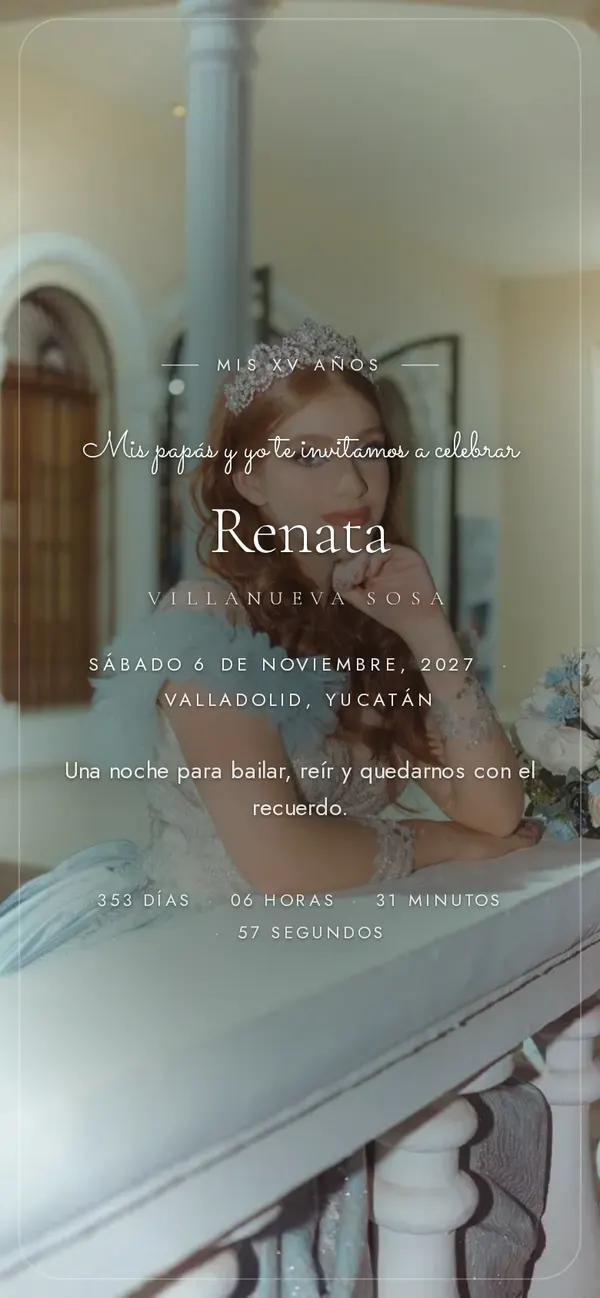 MIS XV AÑOS
Mis papás y yo te invitamos a celebrar
Renata
VILLANUEVA SOSA
SÁBADO 6 DE NOVIEMBRE, 2027 ·
VALLADOLID, YUCATÁN
Una noche para bailar, reír y quedarnos con el
recuerdo.
353 DÍAS · 06 HORAS · 31 MINUTOS
· 57 SEGUNDOS